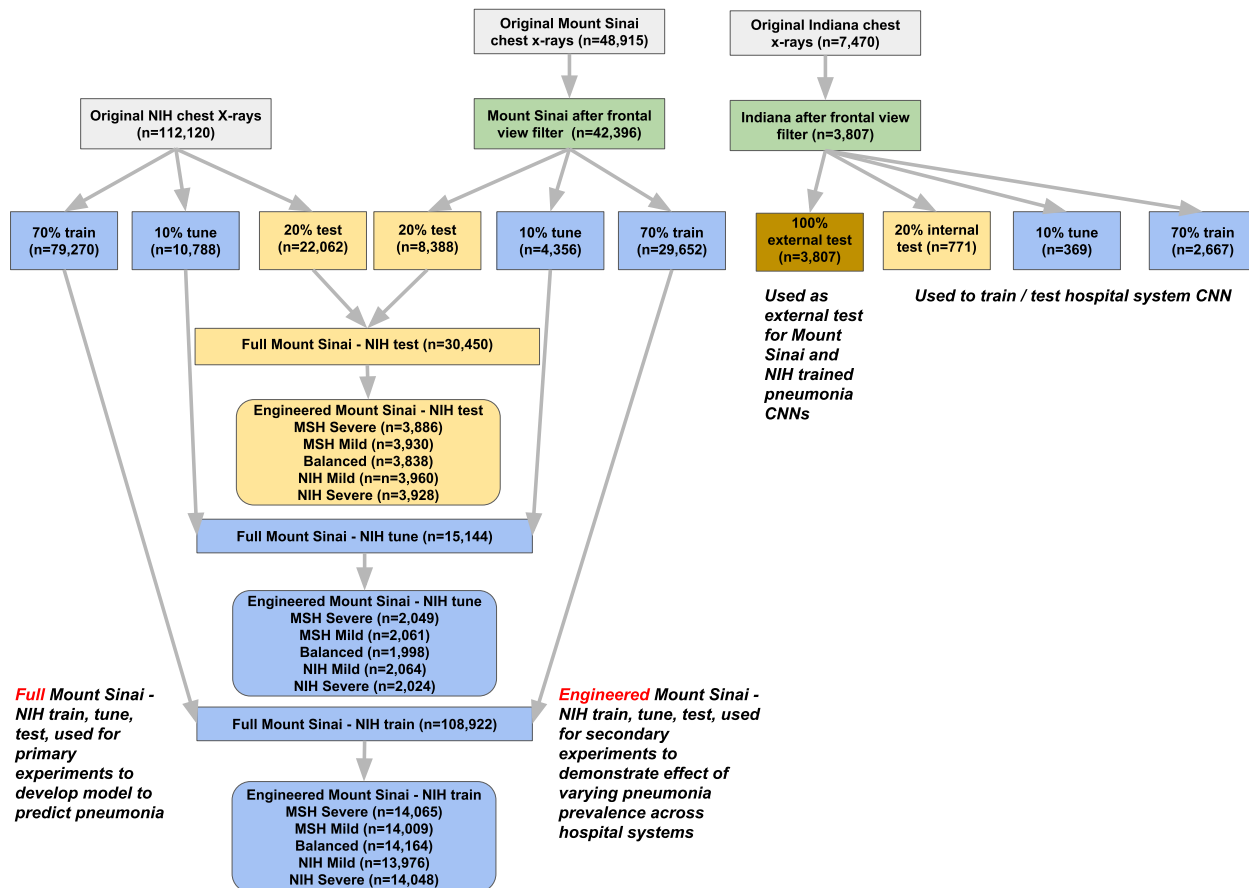 Original Mount Sinai
chest x-rays (n=48,915)
Original Indiana chest
x-rays (n=7,470)
Original NIH chest X-rays
(n=112,120)
Mount Sinai after frontal
view filter  (n=42,396)
Indiana after frontal view
filter (n=3,807)
70% train
(n=79,270)
10% tune
(n=10,788)
20% test
(n=22,062)
20% test
(n=8,388)
10% tune
(n=4,356)
70% train
(n=29,652)
100%
external test
(n=3,807)
20% internal
test (n=771)
10% tune
(n=369)
70% train
(n=2,667)
Used as
external test
for Mount
Sinai and
NIH trained
pneumonia
CNNs
Used to train / test hospital system CNN
Full Mount Sinai - NIH test (n=30,450)
Engineered Mount Sinai - NIH test
MSH Severe (n=3,886)
MSH Mild (n=3,930)
Balanced (n=3,838)
NIH Mild (n=n=3,960)
NIH Severe (n=3,928)
Full Mount Sinai - NIH tune (n=15,144)
Engineered Mount Sinai - NIH tune
MSH Severe (n=2,049)
MSH Mild (n=2,061)
Balanced (n=1,998)
NIH Mild (n=2,064)
NIH Severe (n=2,024)
Full Mount Sinai -
NIH train, tune,
test, used for
primary
experiments to
develop model to
predict pneumonia
Engineered Mount Sinai -
NIH train, tune, test, used
for secondary
experiments to
demonstrate effect of
varying pneumonia
prevalence across
hospital systems
Full Mount Sinai - NIH train (n=108,922)
Engineered Mount Sinai - NIH train
MSH Severe (n=14,065)
MSH Mild (n=14,009)
Balanced (n=14,164)
NIH Mild (n=13,976)
NIH Severe (n=14,048)